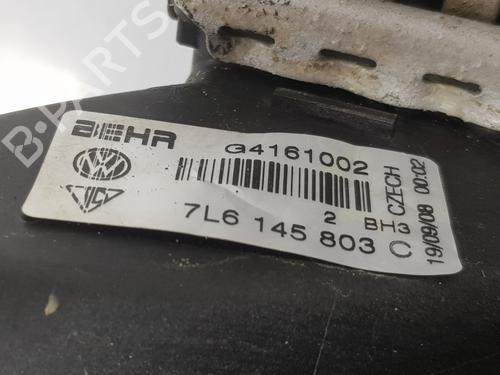 B-PARTS
BEHR
G4161002
2 BH3
7L6 145 803 C
CZECH
19/09/08 00:02